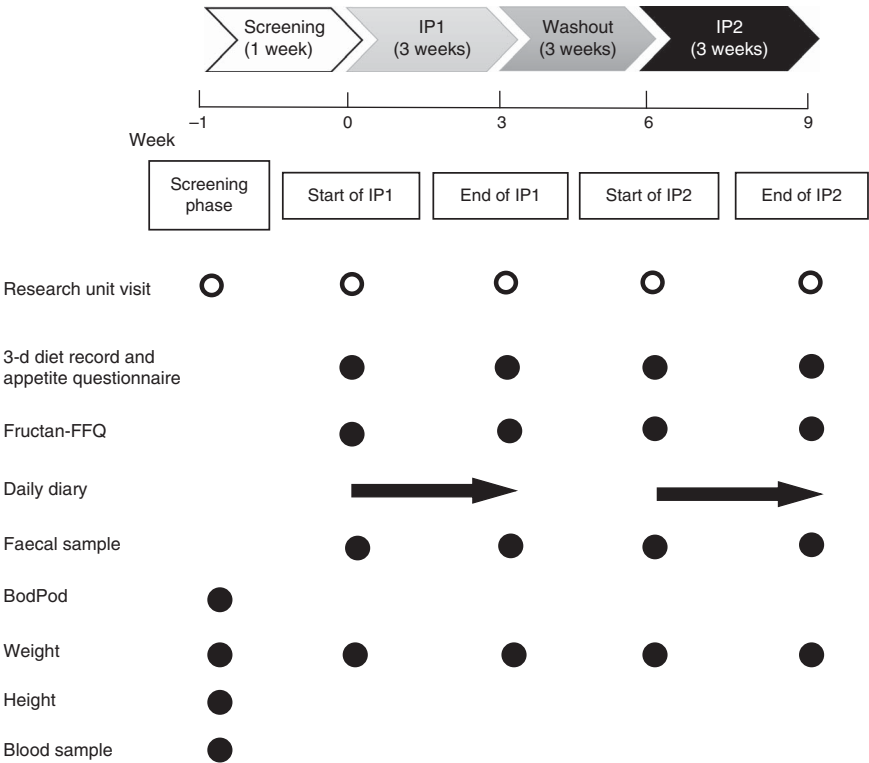 Screening
(1 week)
IP1
(3 weeks)
Washout
(3 weeks)
IP2
(3 weeks)
–1
0
3
6
9
Week
Screening
phase
Start of IP1
End of IP1
Start of IP2
End of IP2
Research unit visit
3-d diet record and
appetite questionnaire
Fructan-FFQ
Daily diary
Faecal sample
BodPod
Weight
Height
Blood sample